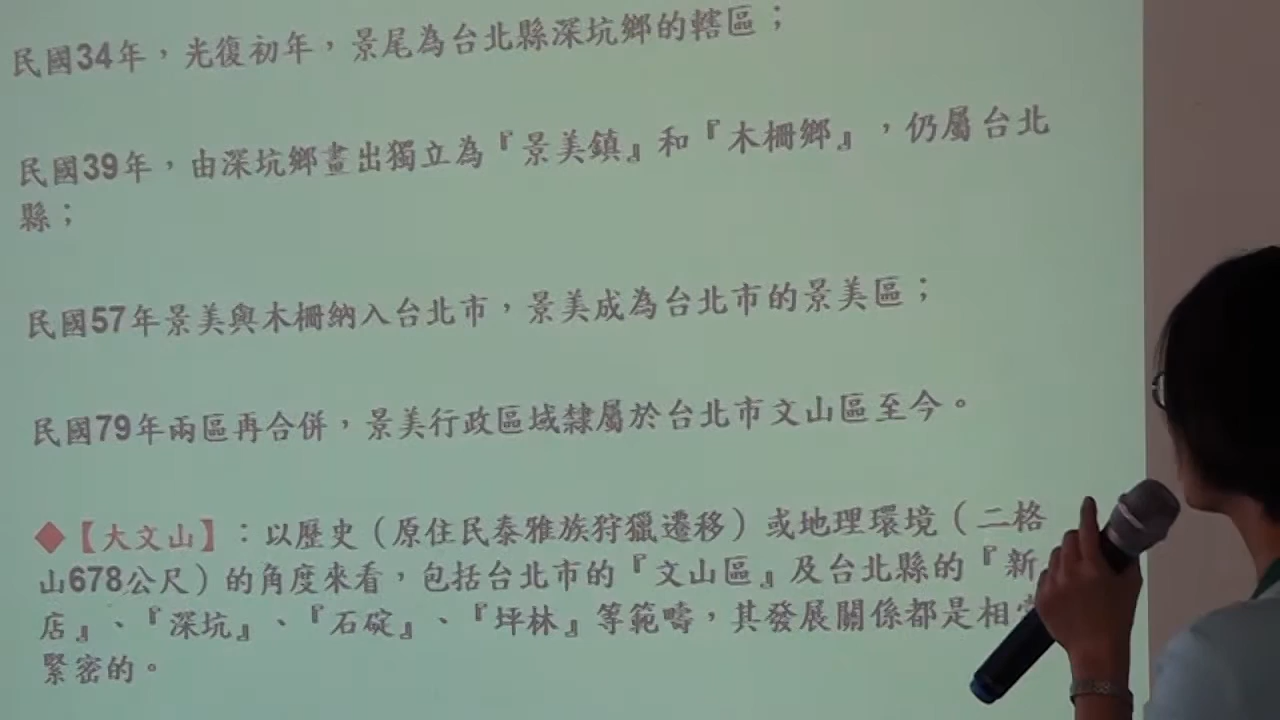 民國34年，光復初年，景尾為台北縣深坑鄉的轄區；
民國39年，由深坑鄉畫出獨立為『景美鎮』和『木柵鄉』，仍屬台北
縣；
民國57年景美與木柵納入台北市，景美成為台北市的景美區；
民國79年兩區再合併，景美行政區域隸屬於台北市文山區至今。
◆【大文山】：以歷史（原住民泰雅族狩獵遷移）或地理環境（二格
山678公尺）的角度來看，包括台北市的『文山區』及台北縣的『新
店』、『深坑』、『石碇』、『坪林』等範疇，其發展關係都是相當
緊密的。